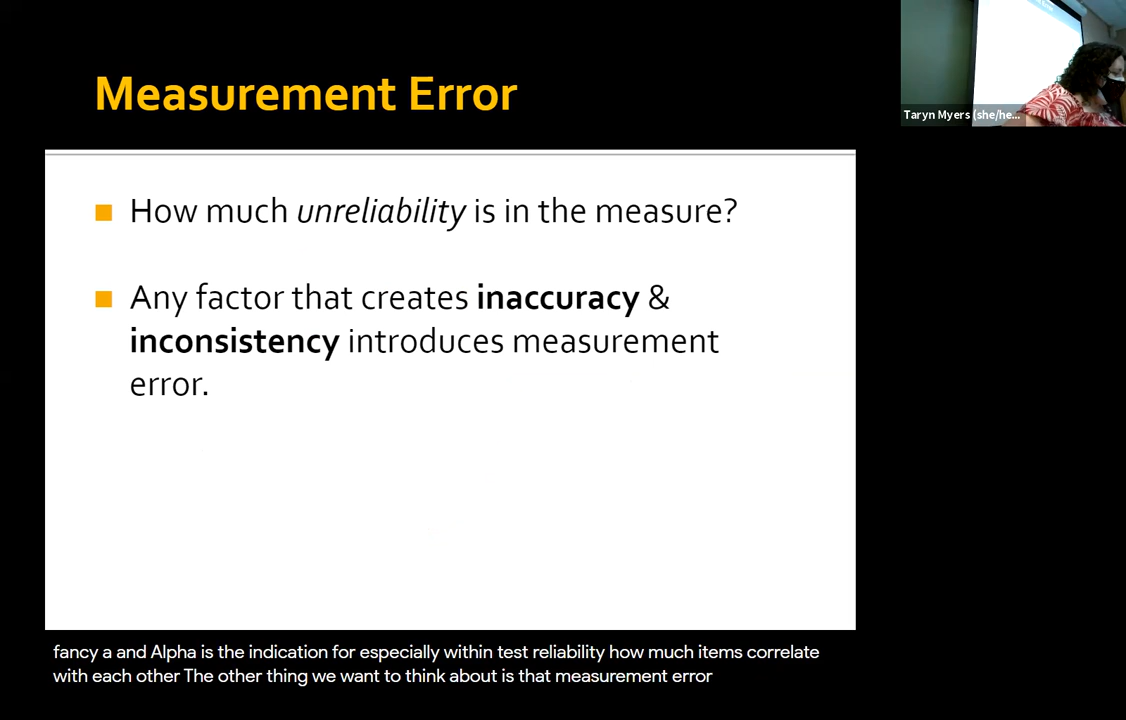 Measurement Error
Taryn Myers (she/he...
How much unreliability is in the measure?
Any factor that creates inaccuracy &
inconsistency introduces measurement
error.
fancy a and Alpha is the indication for especially within test reliability how much items correlate
with each other The other thing we want to think about is that measurement error